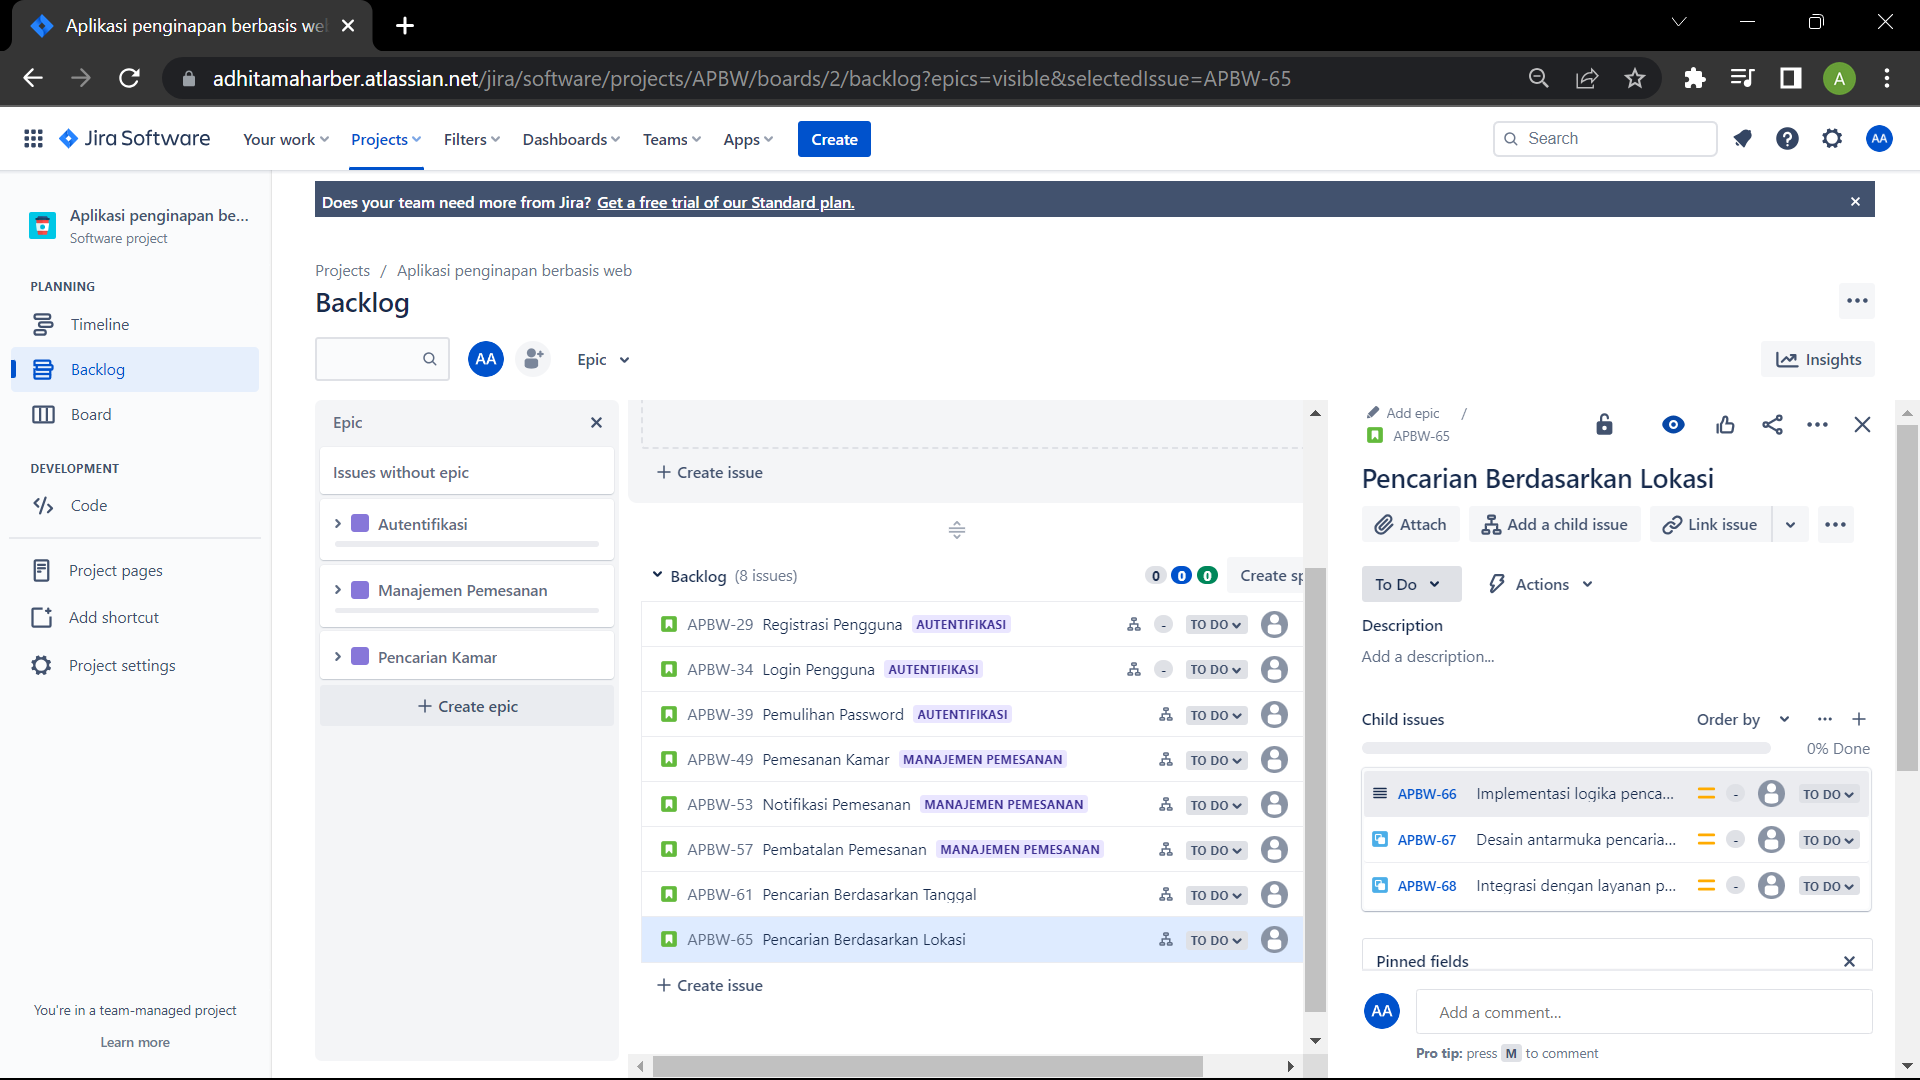 Aplikasi penginapan berbasis we
adhitamaharber.atlassian.net/jira/software/projects/APBW/boards/2/backlog?epics=visible&selectedIssue=APBW-65
A
Jira Software
Your work
Projects
Filters
Dashboards
Teams
Apps
Create
Search
AA
Aplikasi penginapan be...
Software project
PLANNING
Timeline
Backlog
Board
DEVELOPMENT
Code
Project pages
Add shortcut
Project settings
You're in a team-managed project
Learn more
Does your team need more from Jira? Get a free trial of our Standard plan.
Projects / Aplikasi penginapan berbasis web
Backlog
AA
Epic
Insights
Epic
Issues without epic
Autentifikasi
Manajemen Pemesanan
Pencarian Kamar
+ Create epic
+ Create issue
Backlog (8 issues)
0 0 0
Create sp
APBW-29 Registrasi Pengguna AUTENTIFIKASI - TO DO
APBW-34 Login Pengguna AUTENTIFIKASI - TO DO
APBW-39 Pemulihan Password AUTENTIFIKASI TO DO
APBW-49 Pemesanan Kamar MANAJEMEN PEMESANAN TO DO
APBW-53 Notifikasi Pemesanan MANAJEMEN PEMESANAN TO DO
APBW-57 Pembatalan Pemesanan MANAJEMEN PEMESANAN TO DO
APBW-61 Pencarian Berdasarkan Tanggal TO DO
APBW-65 Pencarian Berdasarkan Lokasi TO DO
+ Create issue
Add epic /
APBW-65
Pencarian Berdasarkan Lokasi
Attach
Add a child issue
Link issue
To Do
Actions
Description
Add a description...
Child issues
Order by
0% Done
APBW-66 Implementasi logika penca... - TO DO
APBW-67 Desain antarmuka pencaria... - TO DO
APBW-68 Integrasi dengan layanan p... - TO DO
Pinned fields
AA
Add a comment...
Pro tip: press M to comment